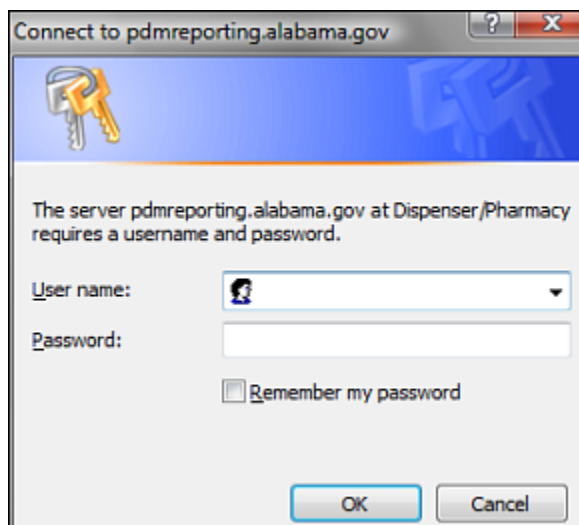 Connect to pdmreporting.alabama.gov
The server pdmreporting.alabama.gov at Dispenser/Pharmacy
requires a username and password.
User name:
Password:
Remember my password
OK Cancel